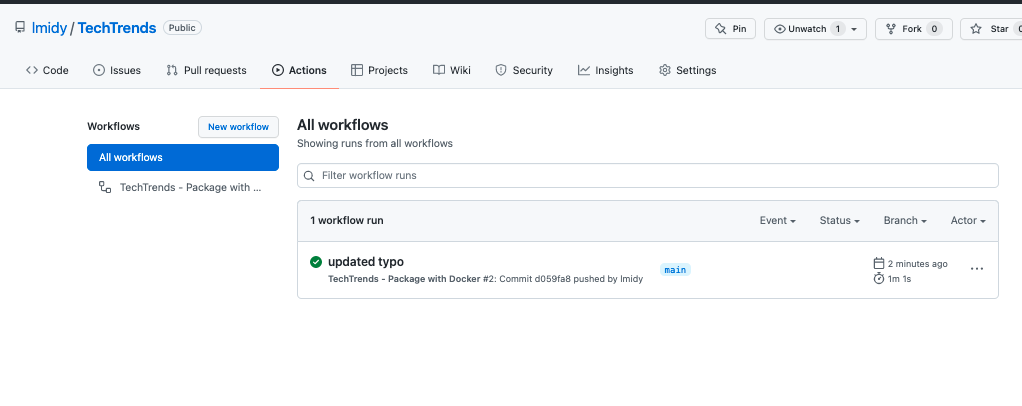 lmidy / TechTrends Public
Pin Unwatch 1 Fork 0 Star
Code Issues Pull requests Actions Projects Wiki Security Insights Settings
Workflows New workflow
All workflows
TechTrends - Package with ...
All workflows
Showing runs from all workflows
Filter workflow runs
1 workflow run Event Status Branch Actor
updated typo
TechTrends - Package with Docker #2: Commit d059fa8 pushed by lmidy
main
2 minutes ago
1m 1s